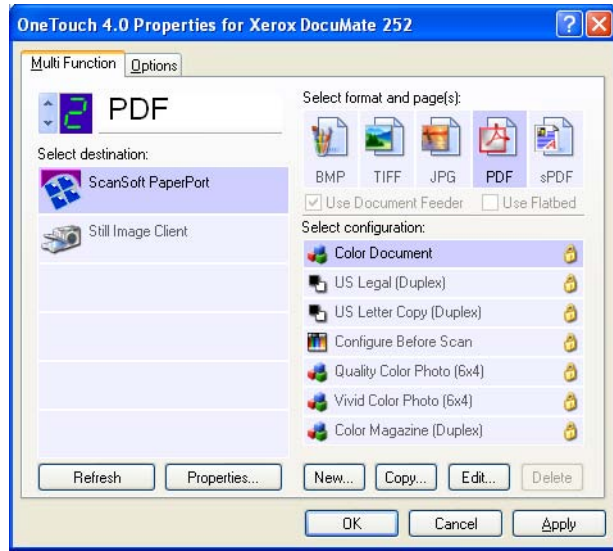 OneTouch 4.0 Properties for Xerox DocuMate 252
Multi Function
Options
2
PDF
Select destination:
ScanSoft PaperPort
Still Image Client
Refresh
Properties...
Select format and page(s):
BMP
TIFF
JPG
PDF
sPDF
Use Document Feeder
Use Flatbed
Select configuration:
Color Document
US Legal (Duplex)
US Letter Copy (Duplex)
Configure Before Scan
Quality Color Photo (6x4)
Vivid Color Photo (6x4)
Color Magazine (Duplex)
New...
Copy...
Edit...
Delete
OK
Cancel
Apply